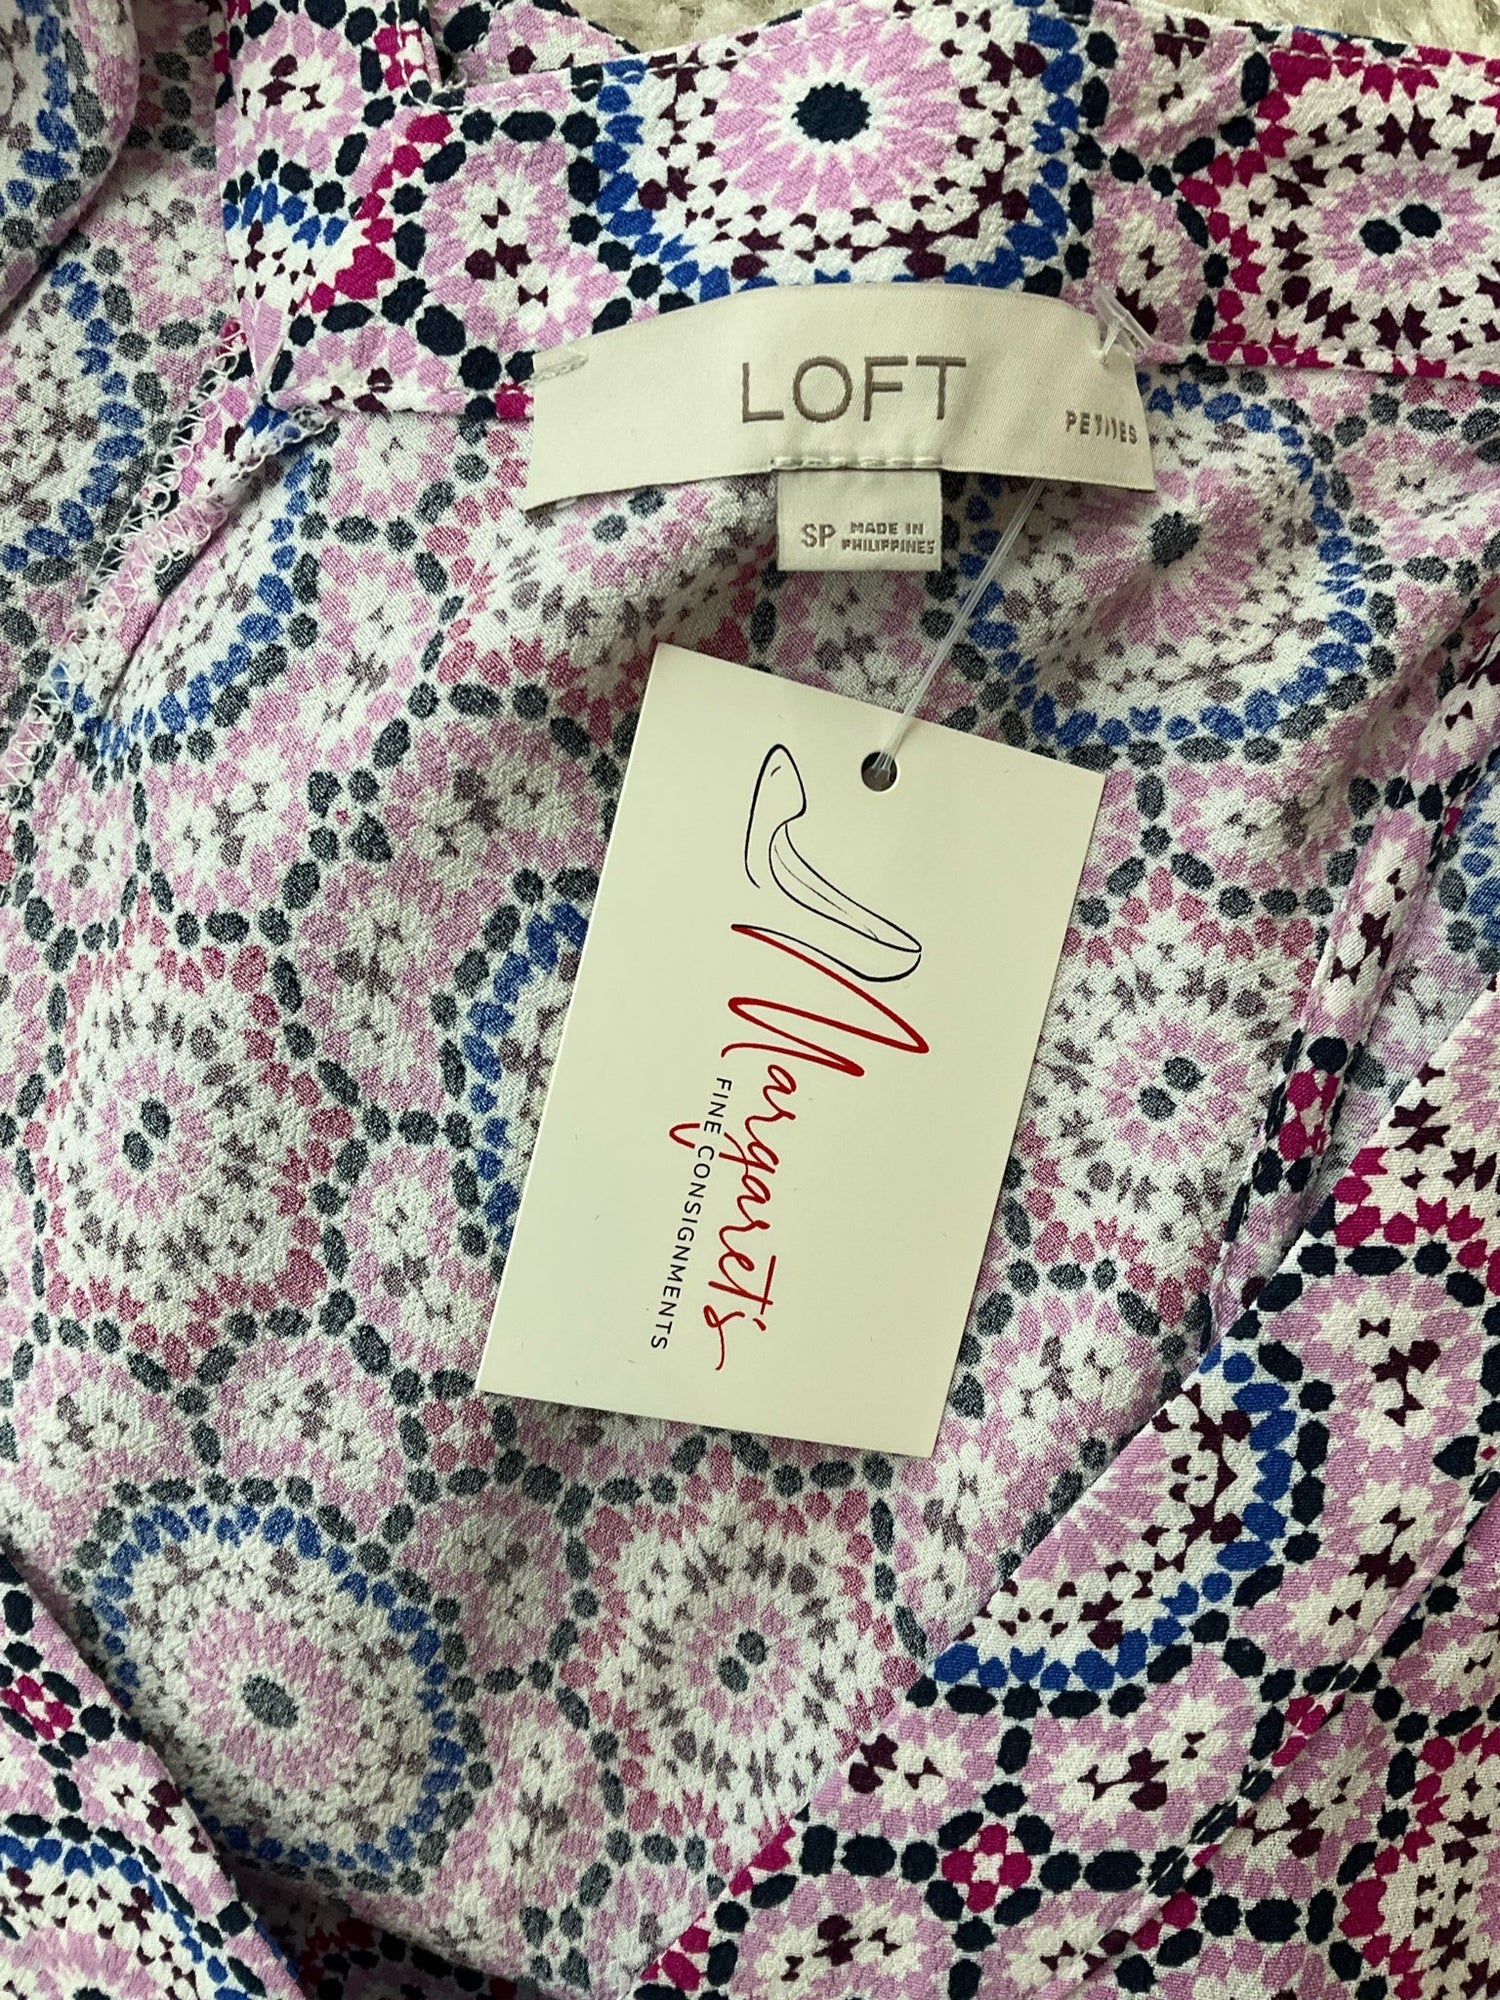 LOFT
PETITES
SP
MADE IN
PHILIPPINES
Margaret's
FINE CONSIGNMENTS